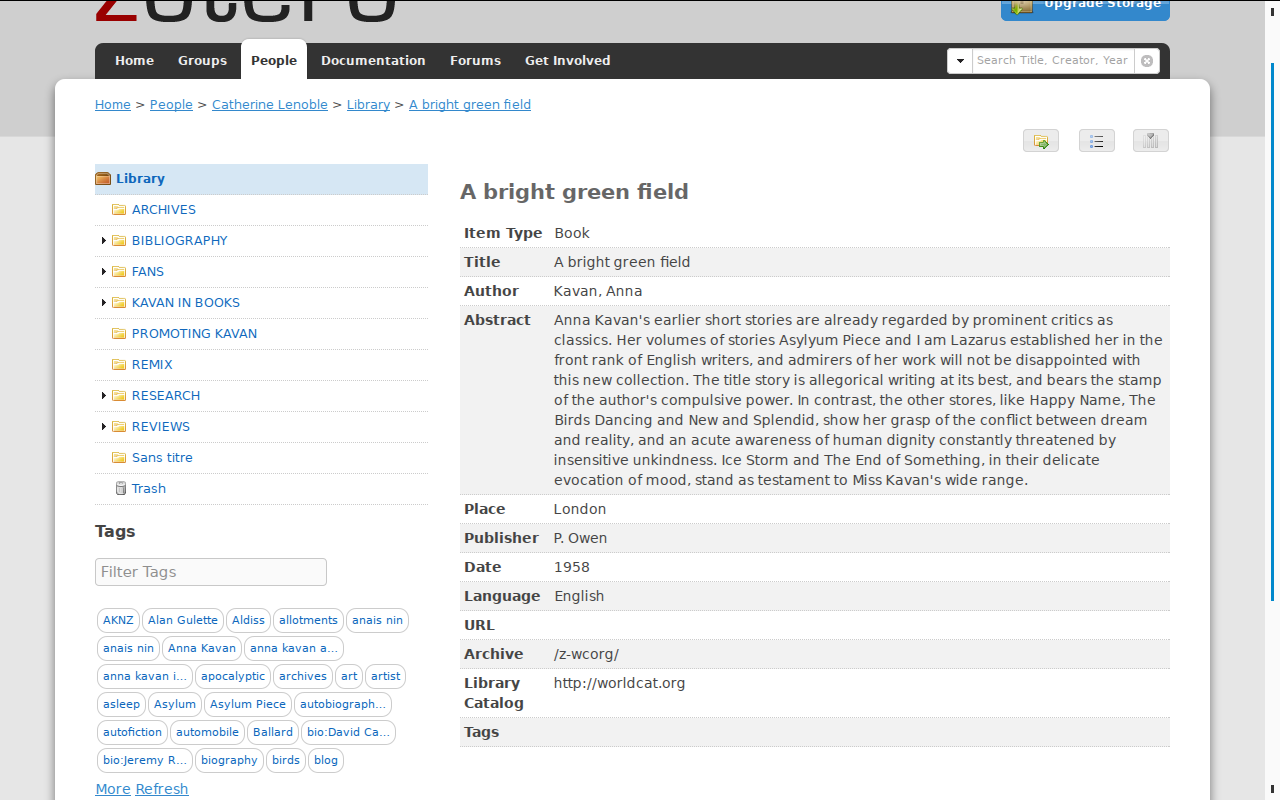 zotero
Upgrade Storage
Home Groups People Documentation Forums Get Involved
Search Title, Creator, Year
Home > People > Catherine Lenoble > Library > A bright green field
Library
ARCHIVES
BIBLIOGRAPHY
FANS
KAVAN IN BOOKS
PROMOTING KAVAN
REMIX
RESEARCH
REVIEWS
Sans titre
Trash
Tags
Filter Tags
AKNZ Alan Gulette Aldiss allotments anais nin
anais nin Anna Kavan anna kavan a...
anna kavan i... apocalyptic archives art artist
asleep Asylum Asylum Piece autobiograph...
autofiction automobile Ballard bio:David Ca...
bio:Jeremy R... biography birds blog
More Refresh
A bright green field
Item Type Book
Title A bright green field
Author Kavan, Anna
Abstract Anna Kavan's earlier short stories are already regarded by prominent critics as
classics. Her volumes of stories Asylyum Piece and I am Lazarus established her in the
front rank of English writers, and admirers of her work will not be disappointed with
this new collection. The title story is allegorical writing at its best, and bears the stamp
of the author's compulsive power. In contrast, the other stores, like Happy Name, The
Birds Dancing and New and Splendid, show her grasp of the conflict between dream
and reality, and an acute awareness of human dignity constantly threatened by
insensitive unkindness. Ice Storm and The End of Something, in their delicate
evocation of mood, stand as testament to Miss Kavan's wide range.
Place London
Publisher P. Owen
Date 1958
Language English
URL
Archive /z-wcorg/
Library http://worldcat.org
Catalog
Tags